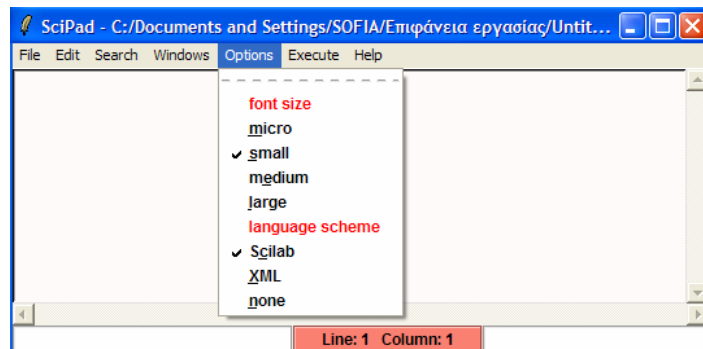 SciPad - C:/Documents and Settings/SOFIA/Επιφάνεια εργασίας/Untit...
File Edit Search Windows Options Execute Help
font size
micro
small
medium
large
language scheme
Scilab
XML
none
Line: 1 Column: 1